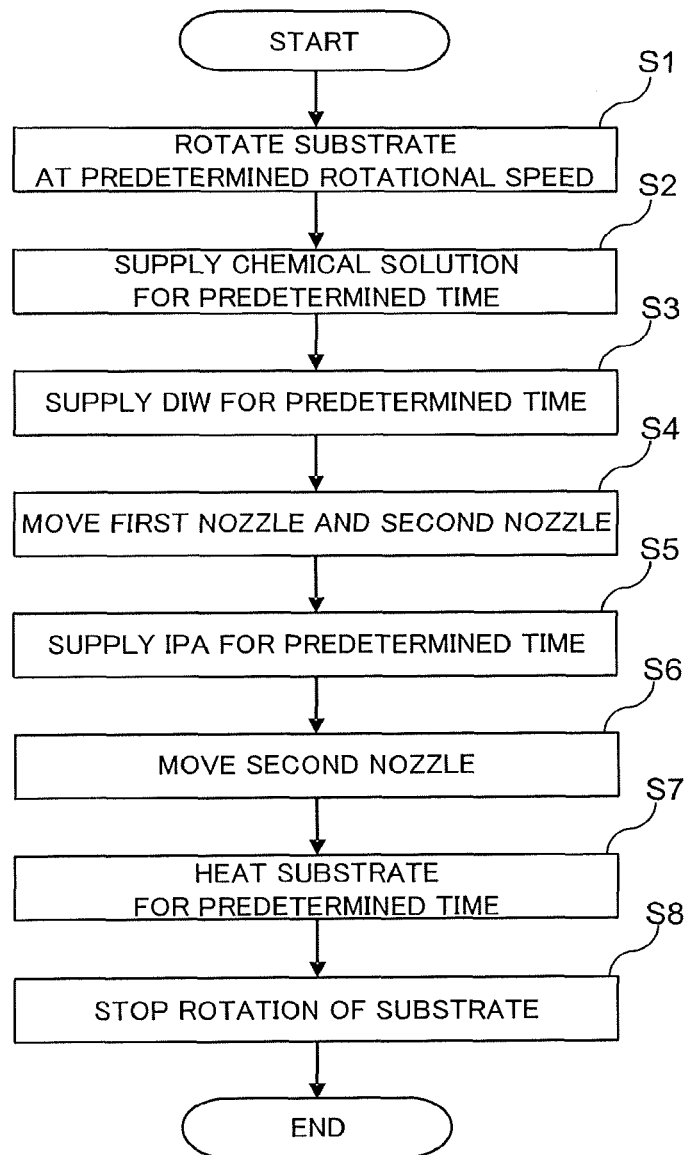 START
S1
ROTATE SUBSTRATE
AT PREDETERMINED ROTATIONAL SPEED
S2
SUPPLY CHEMICAL SOLUTION
FOR PREDETERMINED TIME
S3
SUPPLY DIW FOR PREDETERMINED TIME
S4
MOVE FIRST NOZZLE AND SECOND NOZZLE
S5
SUPPLY IPA FOR PREDETERMINED TIME
S6
MOVE SECOND NOZZLE
S7
HEAT SUBSTRATE
FOR PREDETERMINED TIME
S8
STOP ROTATION OF SUBSTRATE
END